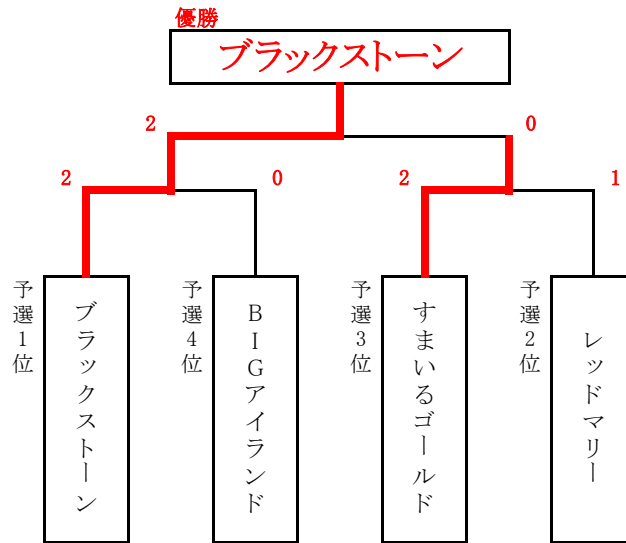 優勝
ブラックストーン
2
0
2
0
2
1
予選1位
ブラックストーン
予選4位
BIGアイランド
予選3位
すまいるゴールド
予選2位
レッドマリー